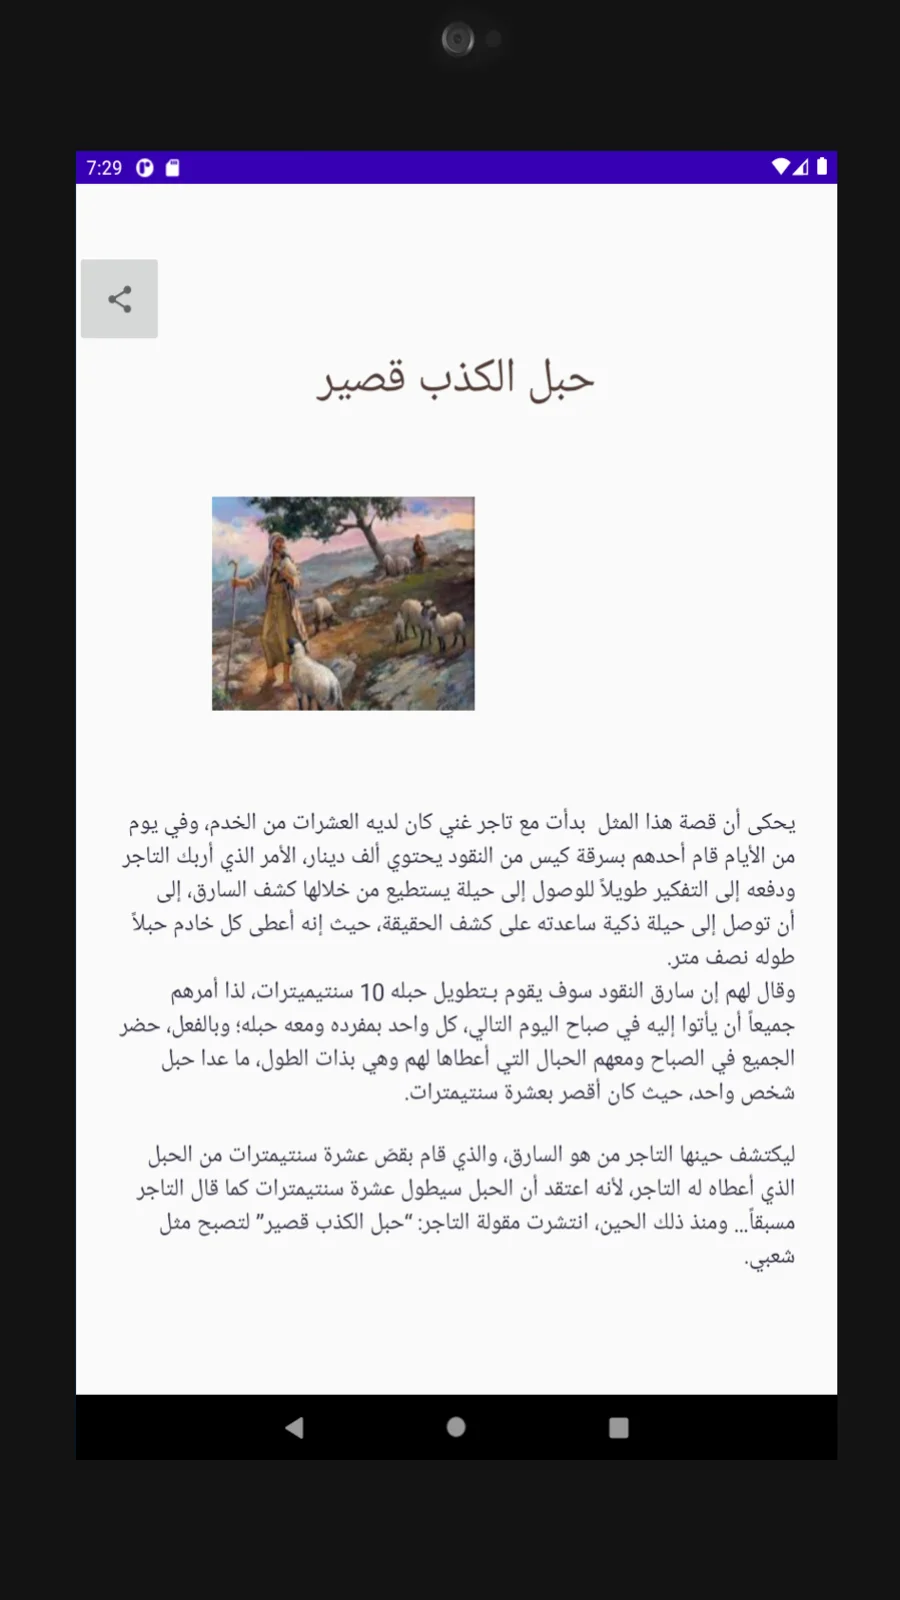 7:29
حبل الكذب قصير
يحكى أن قصة هذا المثل  بدأت مع تاجر غني كان لديه العشرات من الخدم، وفي يوم
من الأيام قام أحدهم بسرقة كيس من النقود يحتوي ألف دينار، الأمر الذي أربك التاجر
ودفعه إلى التفكير طويلاً للوصول إلى حيلة يستطيع من خلالها كشف السارق، إلى
أن توصل إلى حيلة ذكية ساعدته على كشف الحقيقة، حيث إنه أعطى كل خادم حبلاً
طوله نصف متر.
وقال لهم إن سارق النقود سوف يقوم بـتطويل حبله 10 سنتيميترات، لذا أمرهم
جميعاً أن يأتوا إليه في صباح اليوم التالي، كل واحد بمفرده ومعه حبله؛ وبالفعل، حضر
الجميع في الصباح ومعهم الحبال التي أعطاها لهم وهي بذات الطول، ما عدا حبل
شخص واحد، حيث كان أقصر بعشرة سنتيمترات.
ليكتشف حينها التاجر من هو السارق، والذي قام بقصّ عشرة سنتيمترات من الحبل
الذي أعطاه له التاجر، لأنه اعتقد أن الحبل سيطول عشرة سنتيمترات كما قال التاجر
مسبقاً... ومنذ ذلك الحين، انتشرت مقولة التاجر: “حبل الكذب قصير” لتصبح مثل
شعبي.